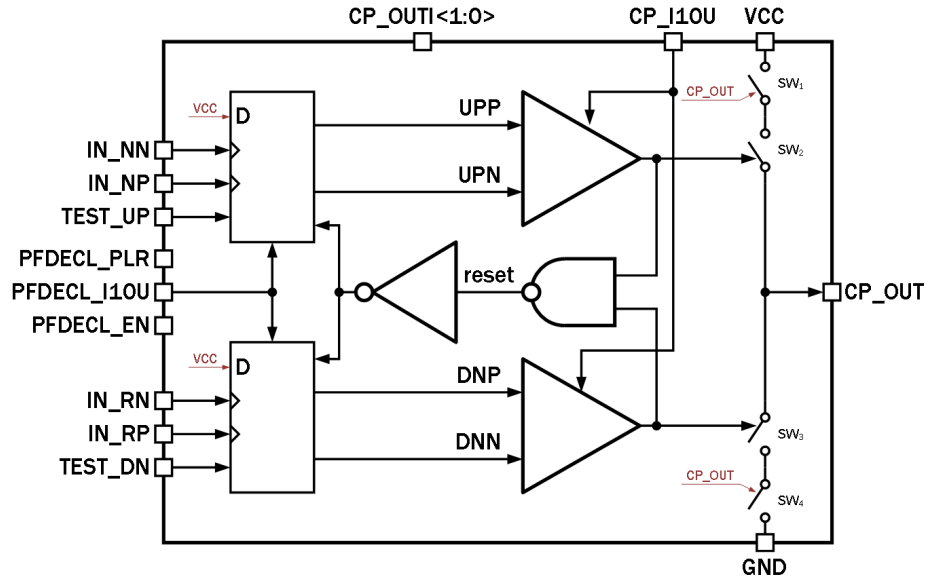 CP_OUTI<1:0>
CP_I10U
VCC
SW1
CP_OUT
VCC
D
UPP
IN_NN
SW2
IN_NP
UPN
TEST_UP
PFDECL_PLR
reset
PFDECL_I10U
CP_OUT
PFDECL_EN
VCC
D
DNP
IN_RN
IN_RP
SW3
DNN
TEST_DN
CP_OUT
SW4
GND